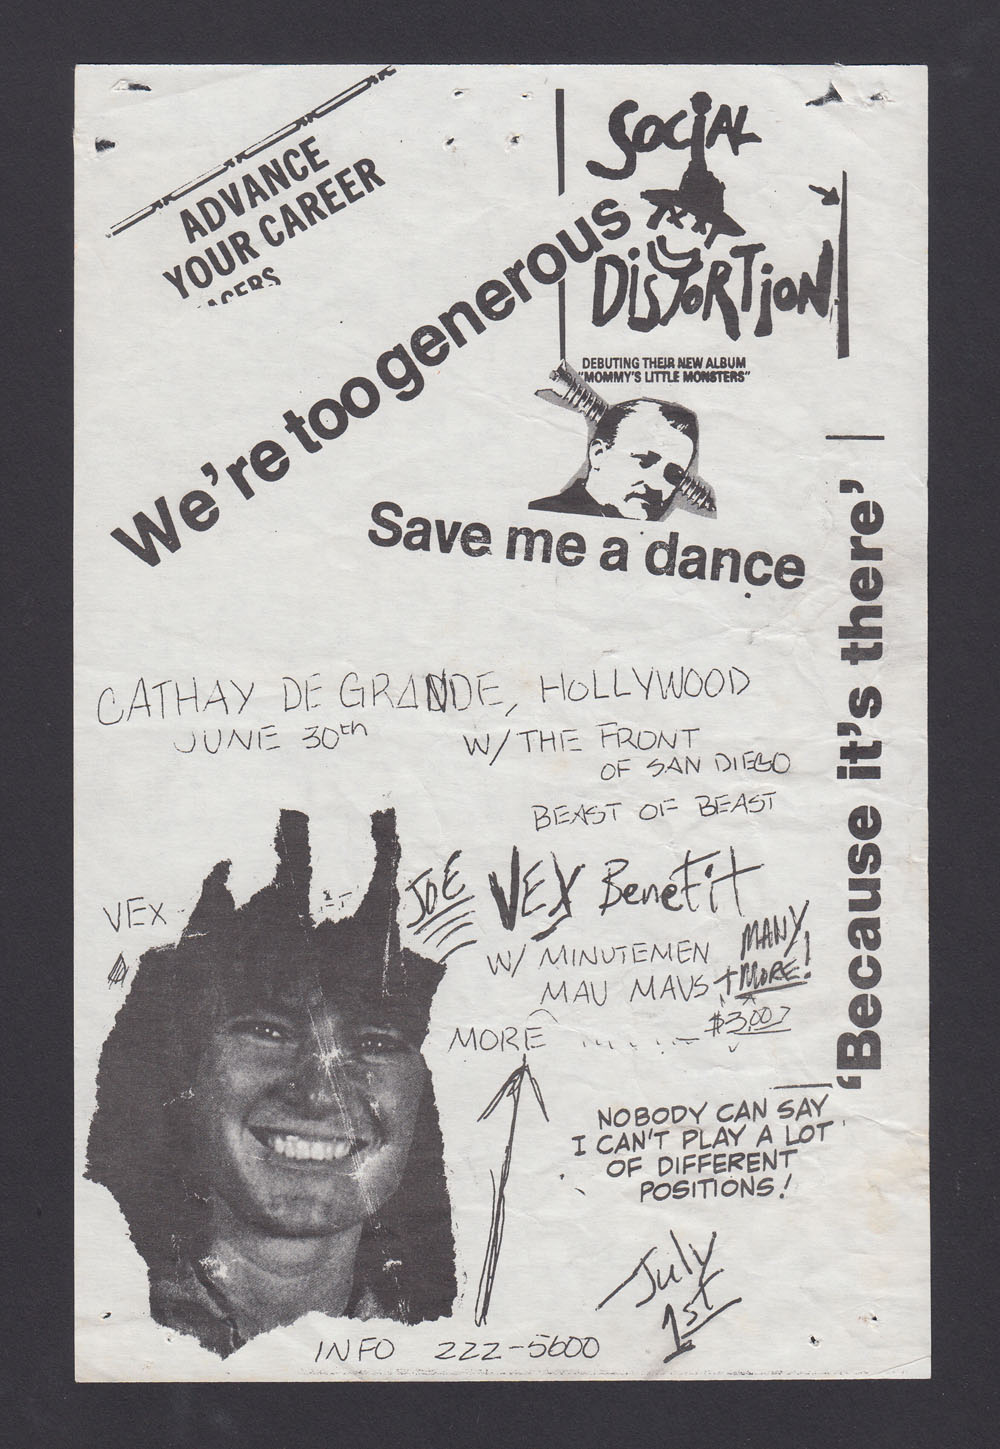 ADVANCE
YOUR CAREER
SOCIAL
DISTORTION
DEBUTING THEIR NEW ALBUM
"MOMMY'S LITTLE MONSTERS"
We're too generous
Save me a dance
'Because it's there'
CATHAY DE GRANDE, HOLLYWOOD
JUNE 30th W/ THE FRONT
OF SAN DIEGO
BEAST OF BEAST
VEX
JOE VEX Benefit
W/ MINUTEMEN
MAU MAUS + MANY
MORE!
$3.00
MORE
NOBODY CAN SAY
I CAN'T PLAY A LOT
OF DIFFERENT
POSITIONS!
July
1st
INFO 222-5600